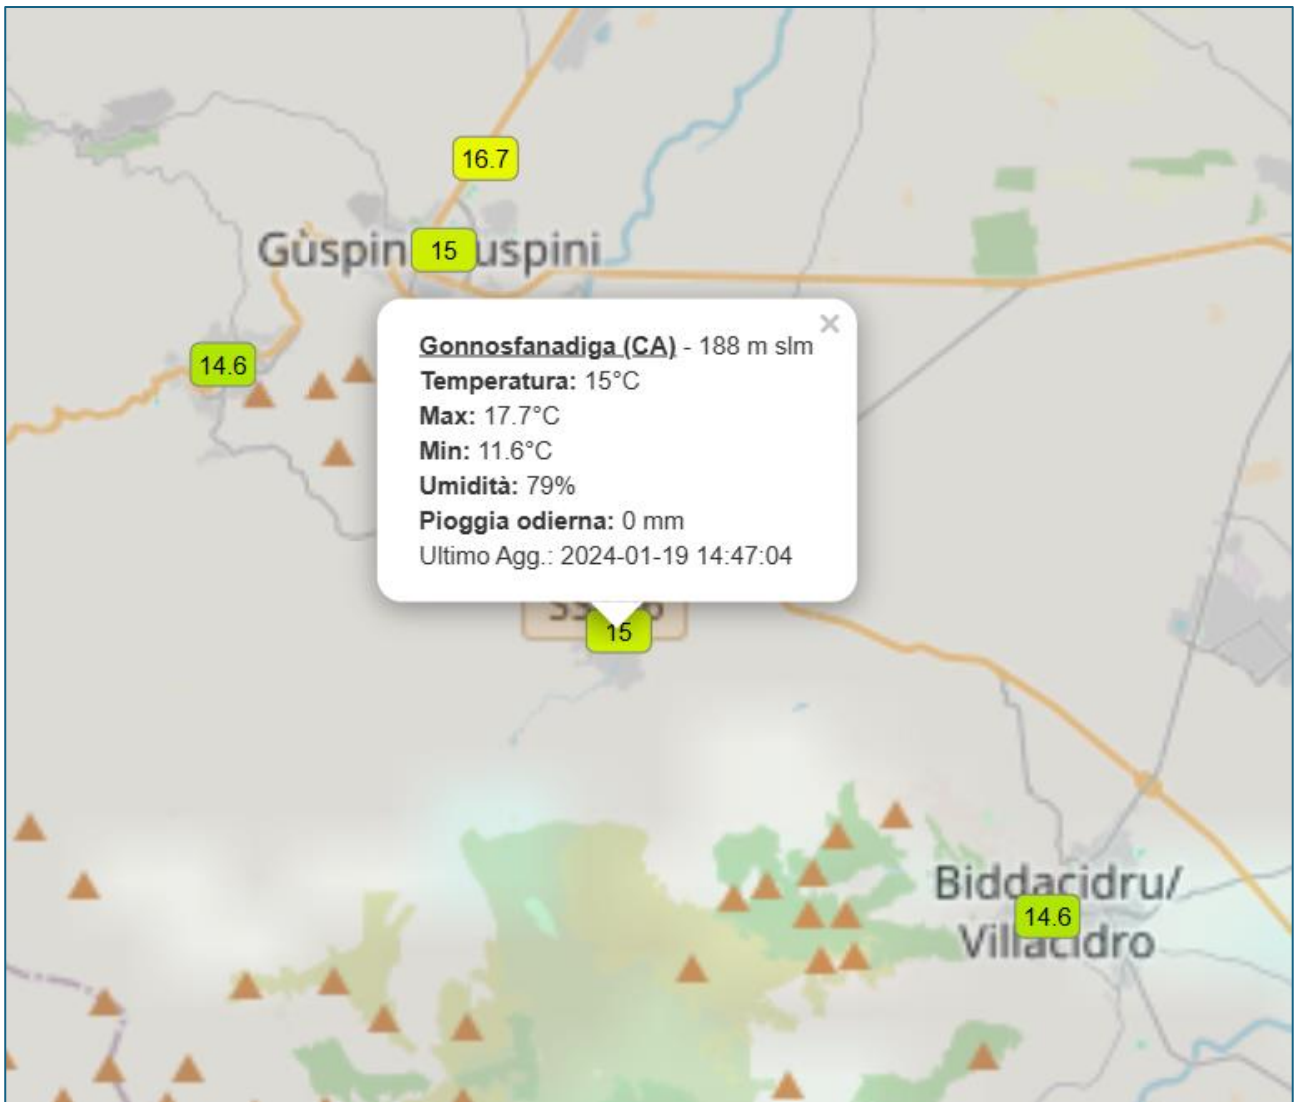 16.7
Gùspin 15 uspini
14.6
×
Gonnosfanadiga (CA) - 188 m slm
Temperatura: 15°C
Max: 17.7°C
Min: 11.6°C
Umidità: 79%
Pioggia odierna: 0 mm
Ultimo Agg.: 2024-01-19 14:47:04
15
Biddacidru/
14.6
Villacidro